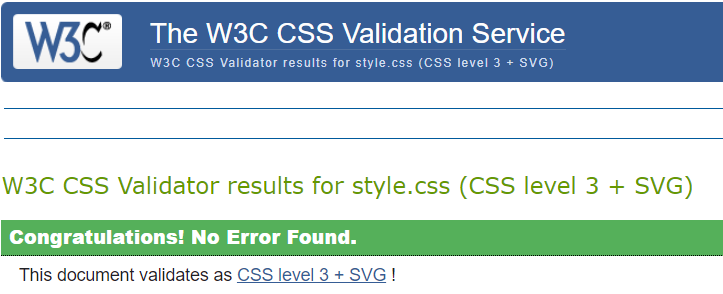 W3C®
The W3C CSS Validation Service
W3C CSS Validator results for style.css (CSS level 3 + SVG)
W3C CSS Validator results for style.css (CSS level 3 + SVG)
Congratulations! No Error Found.
This document validates as CSS level 3 + SVG !